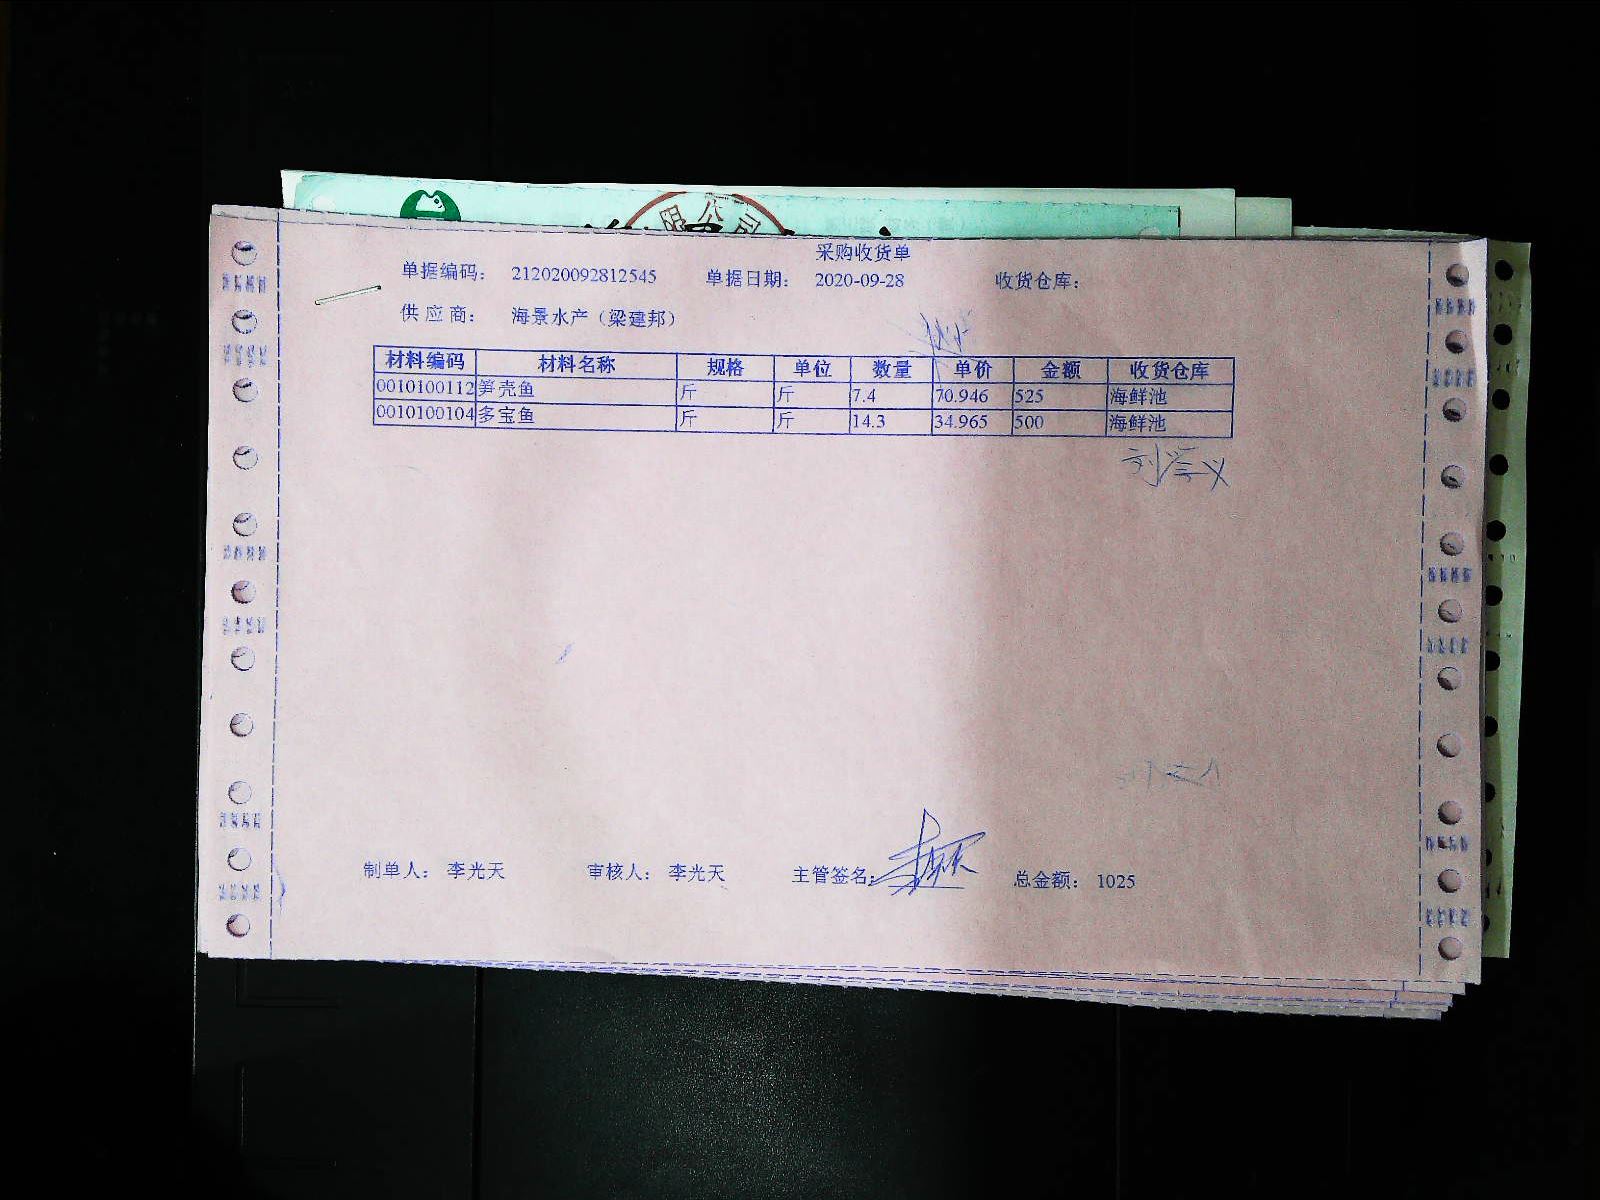 限公司
采购收货单
单据编码： 212020092812545 单据日期： 2020-09-28 收货仓库：
供应商： 海景水产（梁建邦）
材料编码 材料名称 规格 单位 数量 单价 金额 收货仓库
0010100112 笋壳鱼 斤 斤 7.4 70.946 525 海鲜池
0010100104 多宝鱼 斤 斤 14.3 34.965 500 海鲜池
制单人： 李光天 审核人： 李光天 主管签名： 总金额： 1025